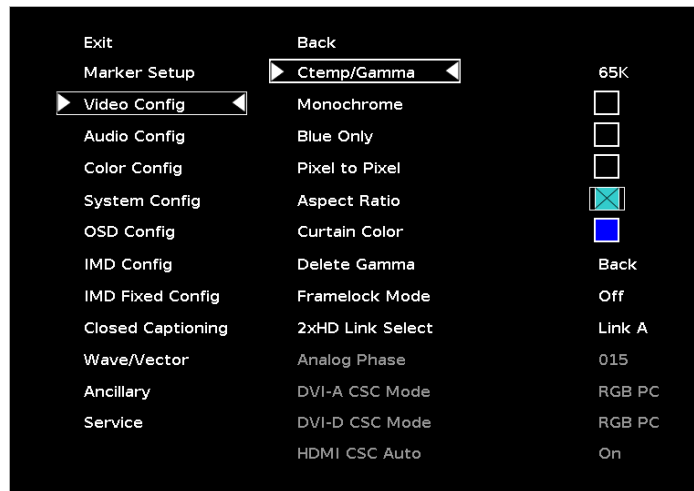 Exit Back
Marker Setup Ctemp/Gamma 65K
Video Config Monochrome
Audio Config Blue Only
Color Config Pixel to Pixel
System Config Aspect Ratio
OSD Config Curtain Color
IMD Config Delete Gamma Back
IMD Fixed Config Framelock Mode Off
Closed Captioning 2xHD Link Select Link A
Wave/Vector Analog Phase 015
Ancillary DVI-A CSC Mode RGB PC
Service DVI-D CSC Mode RGB PC
HDMI CSC Auto On